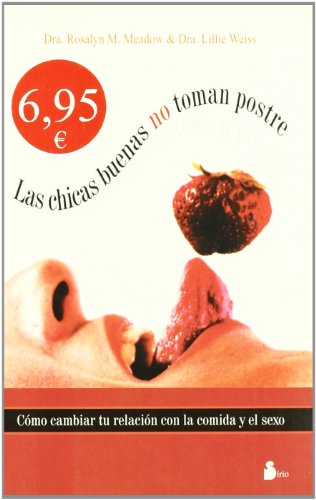 Dra. Rosalyn M. Meadow & Dra. Lillie Weiss
6,95
€
Las chicas buenas no toman postre
Cómo cambiar tu relación con la comida y el sexo
Sirio